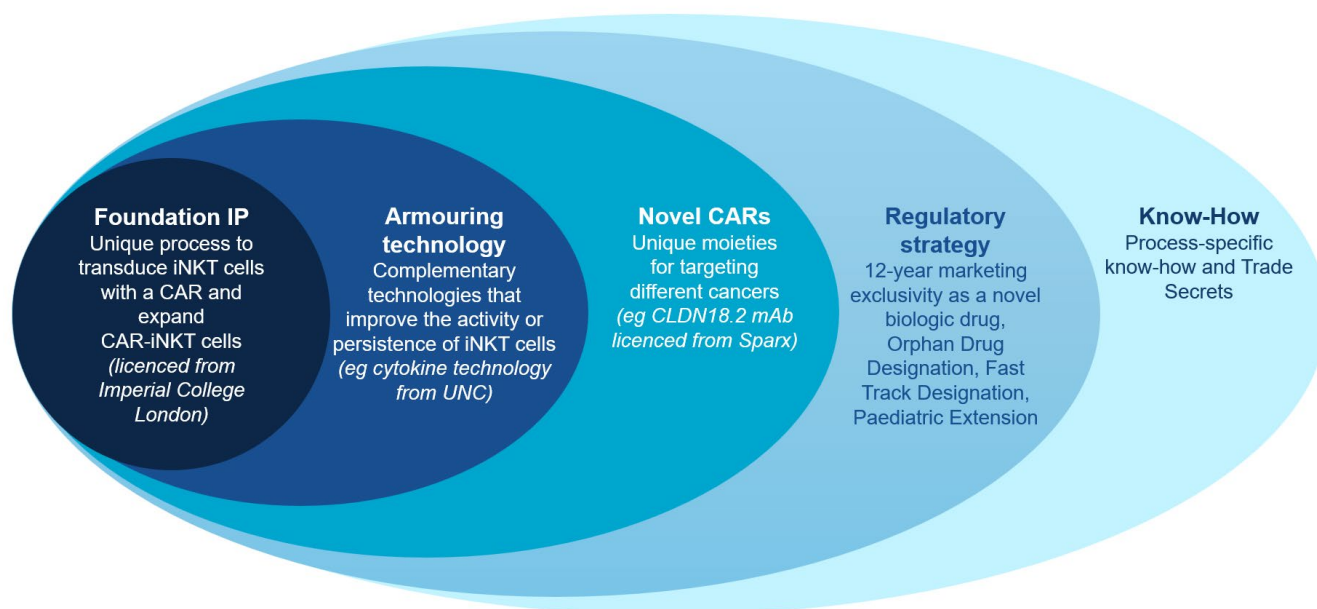 Foundation IP
Unique process to
transduce iNKT cells
with a CAR and
expand
CAR-iNKT cells
(licenced from
Imperial College
London)
Armouring
technology
Complementary
technologies that
improve the activity or
persistence of iNKT cells
(eg cytokine technology
from UNC)
Novel CARs
Unique moieties
for targeting
different cancers
(eg CLDN18.2 mAb
licenced from Sparx)
Regulatory
strategy
12-year marketing
exclusivity as a novel
biologic drug,
Orphan Drug
Designation, Fast
Track Designation,
Paediatric Extension
Know-How
Process-specific
know-how and Trade
Secrets